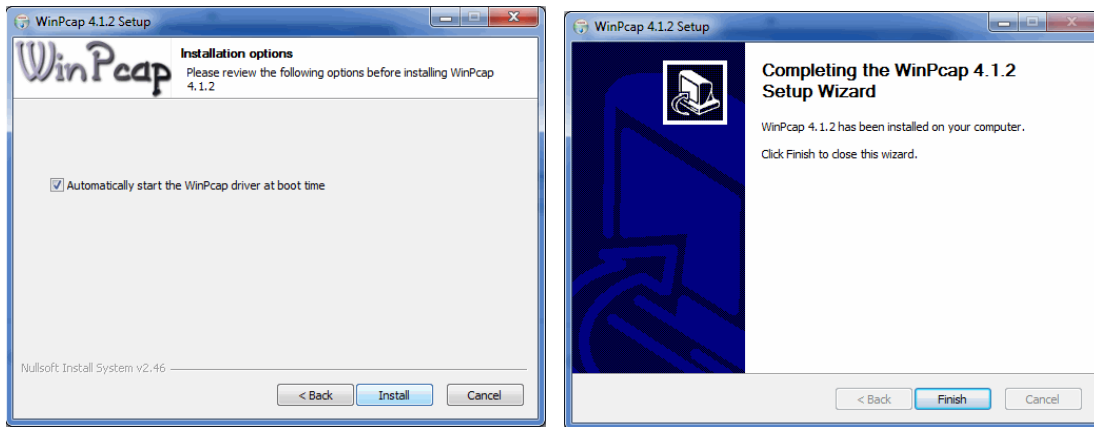 WinPcap 4.1.2 Setup
WinPcap
Installation options
Please review the following options before installing WinPcap
4.1.2
Automatically start the WinPcap driver at boot time
Nullsoft Install System v2.46
< Back Install Cancel
WinPcap 4.1.2 Setup
Completing the WinPcap 4.1.2
Setup Wizard
WinPcap 4.1.2 has been installed on your computer.
Click Finish to close this wizard.
< Back Finish Cancel